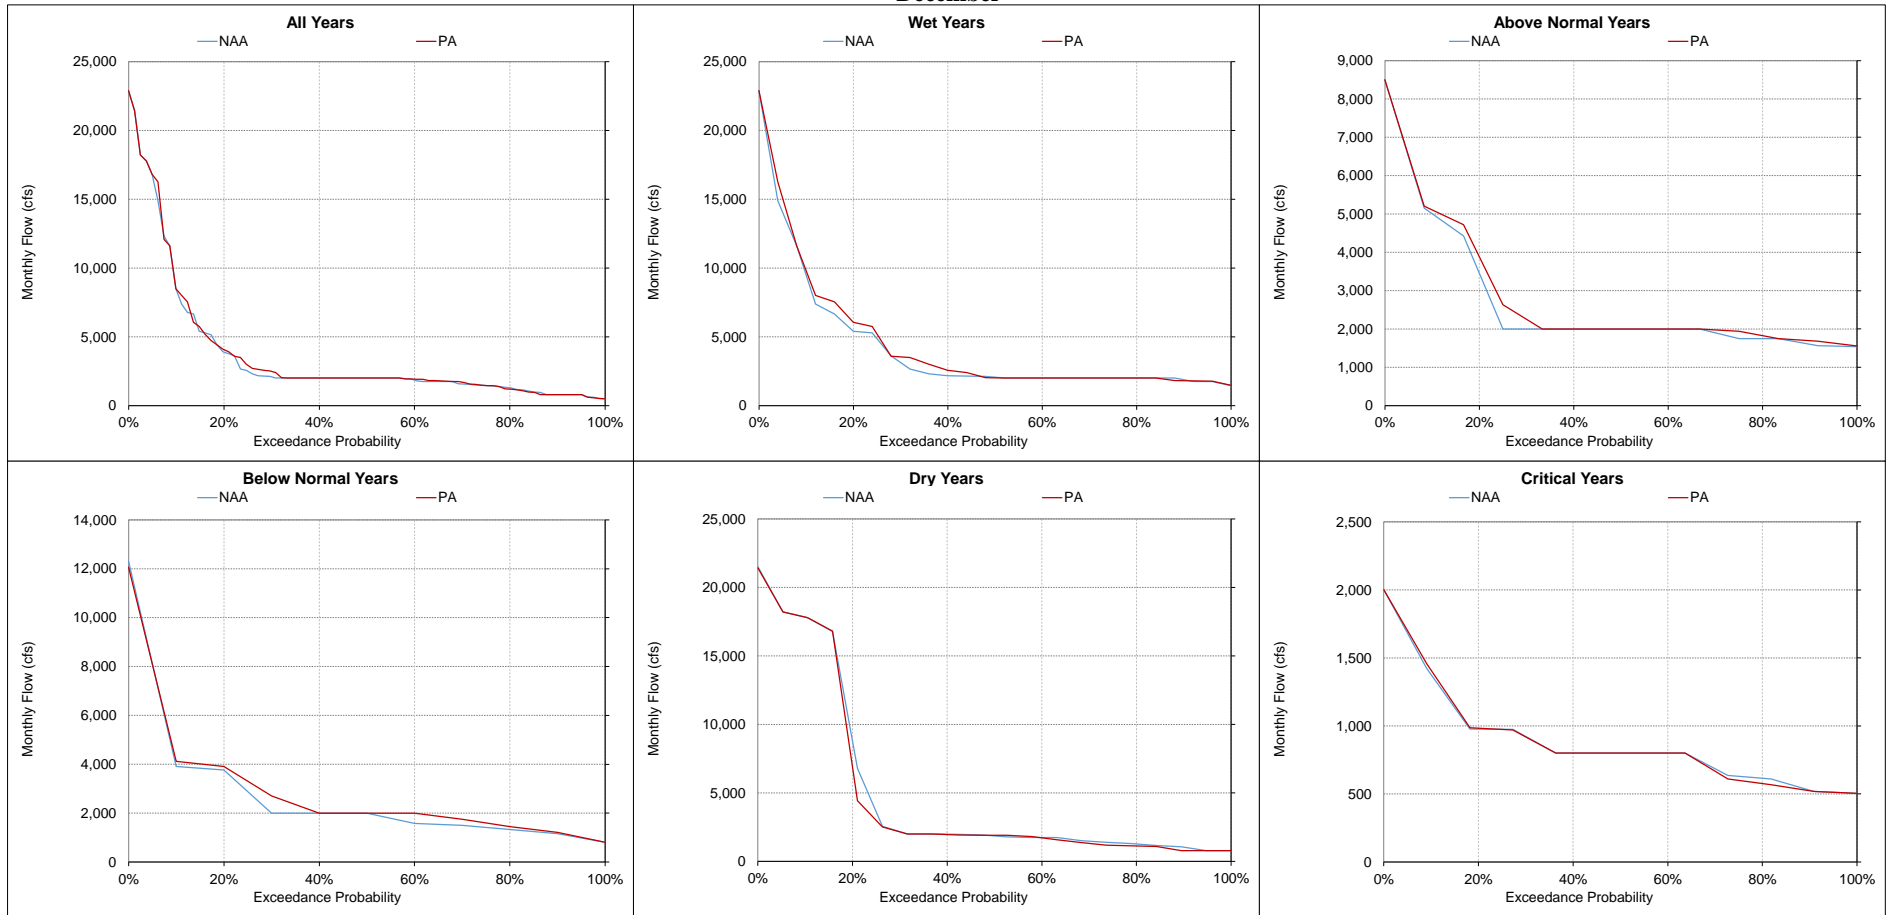 December
All Years
NAA PA
25,000
20,000
15,000
10,000
5,000
0
0% 20% 40% 60% 80% 100%
Monthly Flow (cfs)
Exceedance Probability
Wet Years
NAA PA
25,000
20,000
15,000
10,000
5,000
0
0% 20% 40% 60% 80% 100%
Monthly Flow (cfs)
Exceedance Probability
Above Normal Years
NAA PA
9,000
8,000
7,000
6,000
5,000
4,000
3,000
2,000
1,000
0
0% 20% 40% 60% 80% 100%
Monthly Flow (cfs)
Exceedance Probability
Below Normal Years
NAA PA
14,000
12,000
10,000
8,000
6,000
4,000
2,000
0
0% 20% 40% 60% 80% 100%
Monthly Flow (cfs)
Exceedance Probability
Dry Years
NAA PA
25,000
20,000
15,000
10,000
5,000
0
0% 20% 40% 60% 80% 100%
Monthly Flow (cfs)
Exceedance Probability
Critical Years
NAA PA
2,500
2,000
1,500
1,000
500
0
0% 20% 40% 60% 80% 100%
Monthly Flow (cfs)
Exceedance Probability